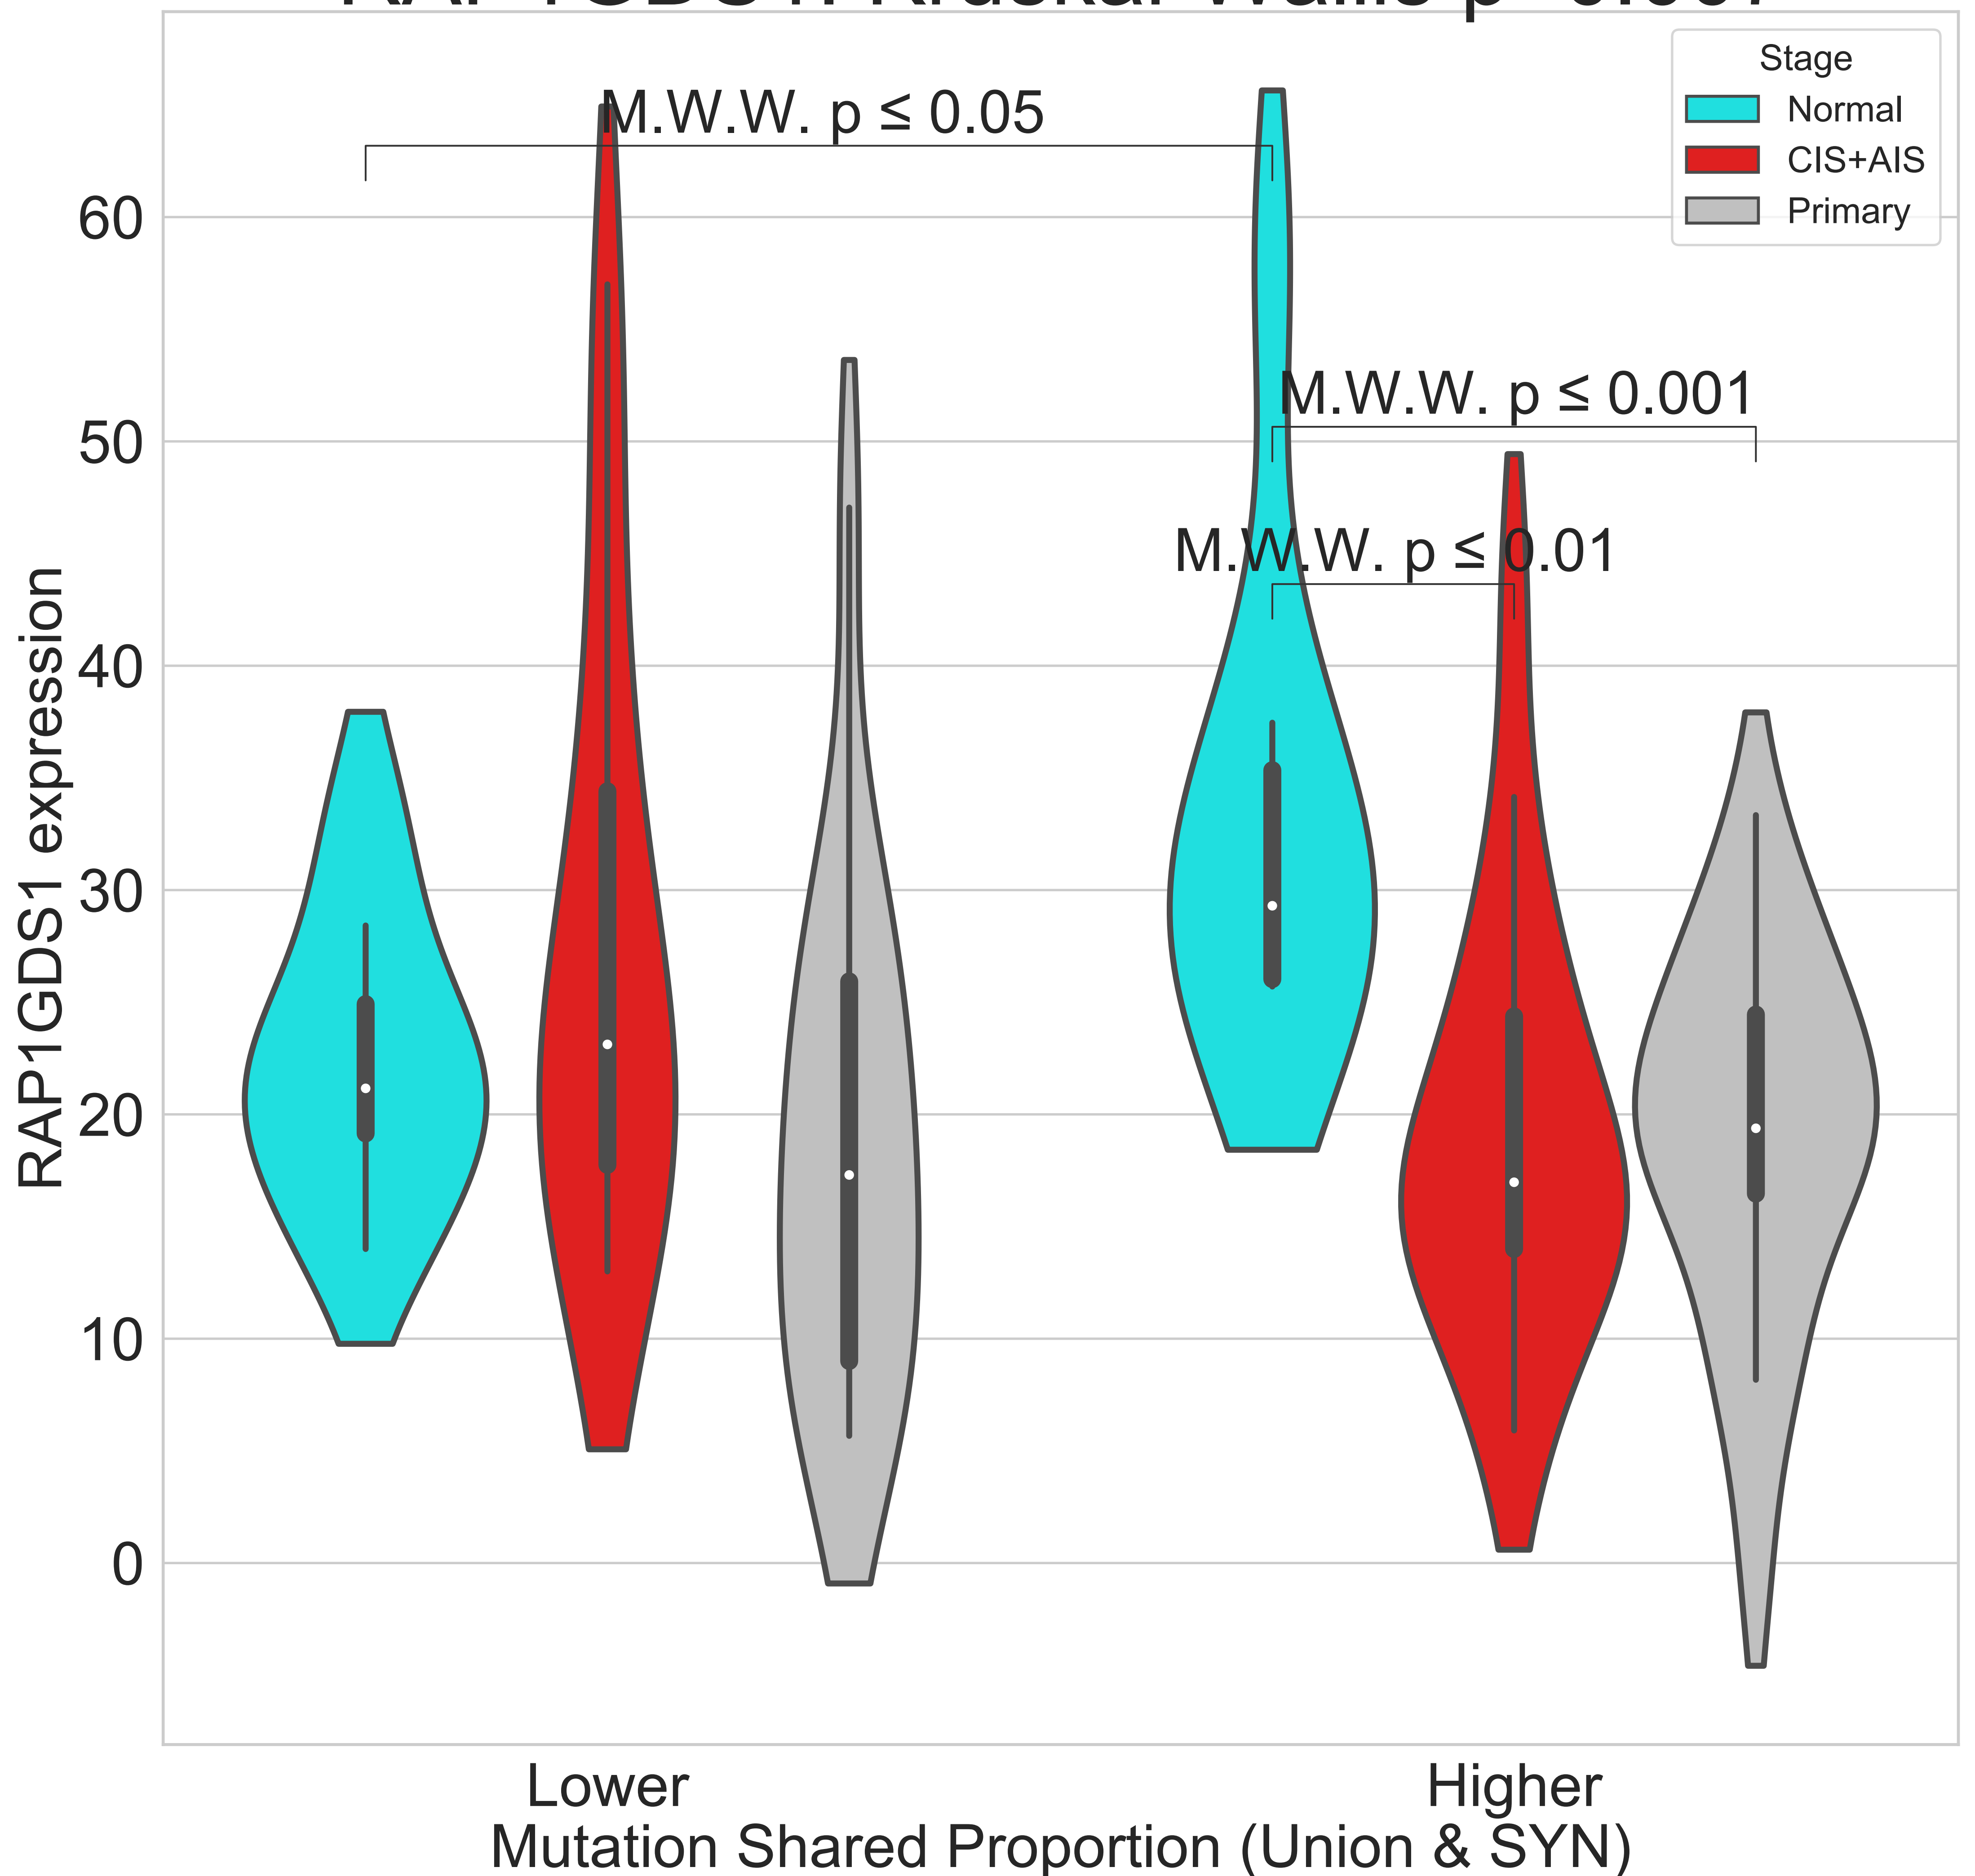 Stage
Normal
CIS+AIS
Primary
M.W.W. p ≤ 0.05
M.W.W. p ≤ 0.001
M.W.W. p ≤ 0.01
60
50
40
30
20
10
0
RAP1GDS1 expression
Lower
Higher
Mutation Shared Proportion (Union & SYN)